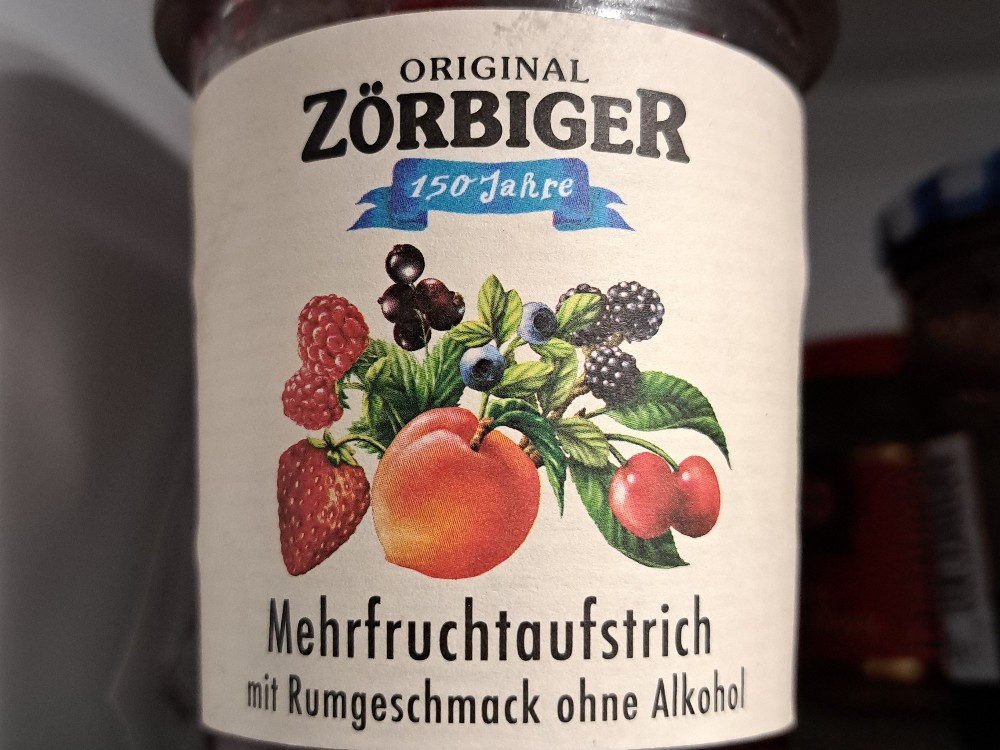 ORIGINAL
ZÖRBIGER
150 Jahre
Mehrfruchtaufstrich
mit Rumgeschmack ohne Alkohol